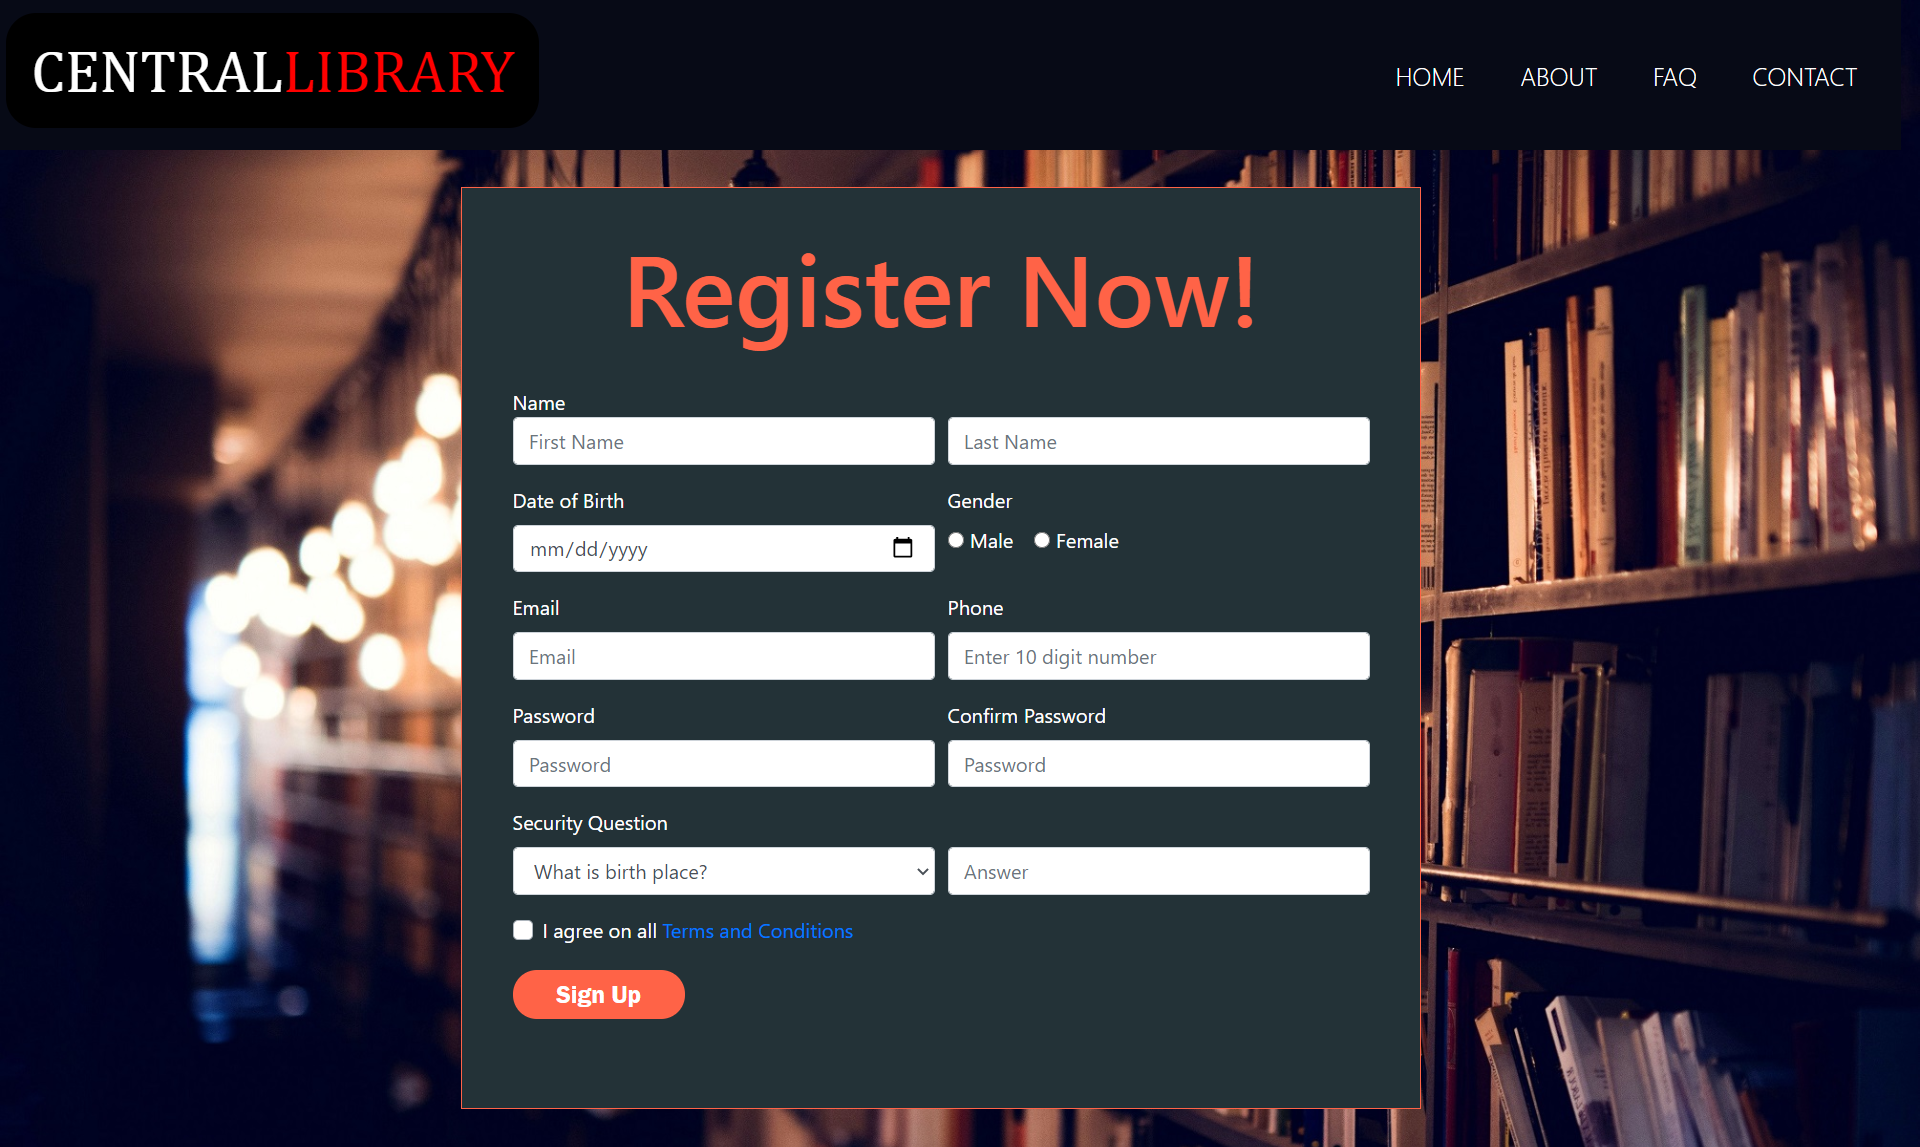 CENTRALLIBRARY
HOME ABOUT FAQ CONTACT
Register Now!
Name
First Name Last Name
Date of Birth Gender
mm/dd/yyyy Male Female
Email Phone
Email Enter 10 digit number
Password Confirm Password
Password Password
Security Question
What is birth place? Answer
I agree on all Terms and Conditions
Sign Up